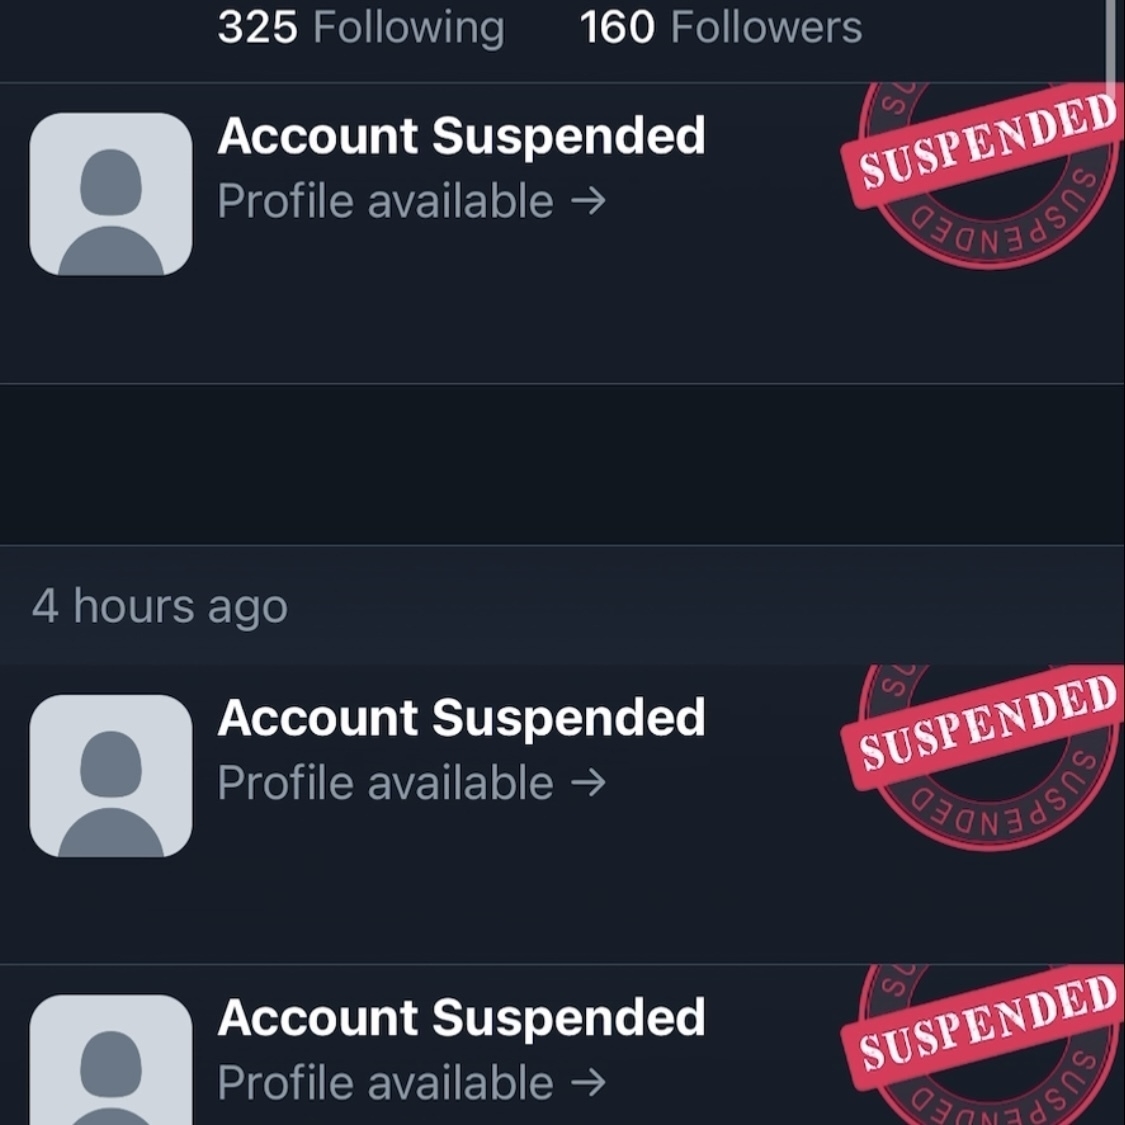 325 Following 160 Followers
Account Suspended
Profile available →
SUSPENDED
SUSPENDED
4 hours ago
Account Suspended
Profile available →
SUSPENDED
SUSPENDED
Account Suspended
Profile available →
SUSPENDED